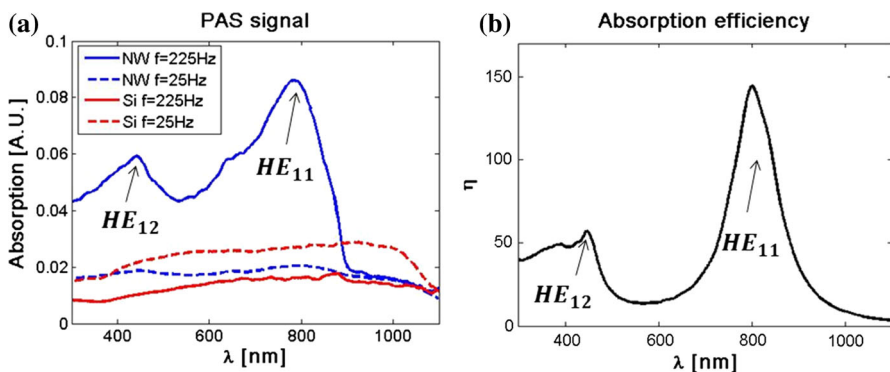 (a)
PAS signal
Absorption [A.U.]
0.1
0.08
0.06
0.04
0.02
0
NW f=225Hz
NW f=25Hz
Si f=225Hz
Si f=25Hz
HE₁₁
HE₁₂
400
600
800
1000
λ [nm]
(b)
Absorption efficiency
η
150
100
50
0
HE₁₁
HE₁₂
400
600
800
1000
λ [nm]